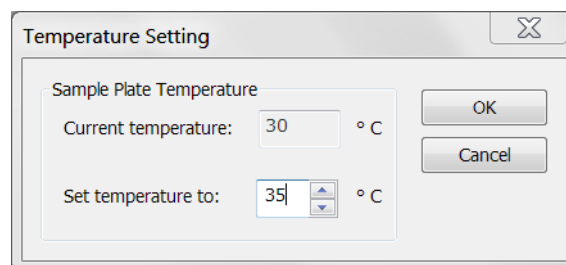 Temperature Setting
Sample Plate Temperature
Current temperature: 30 ° C
Set temperature to: 35 ° C
OK
Cancel